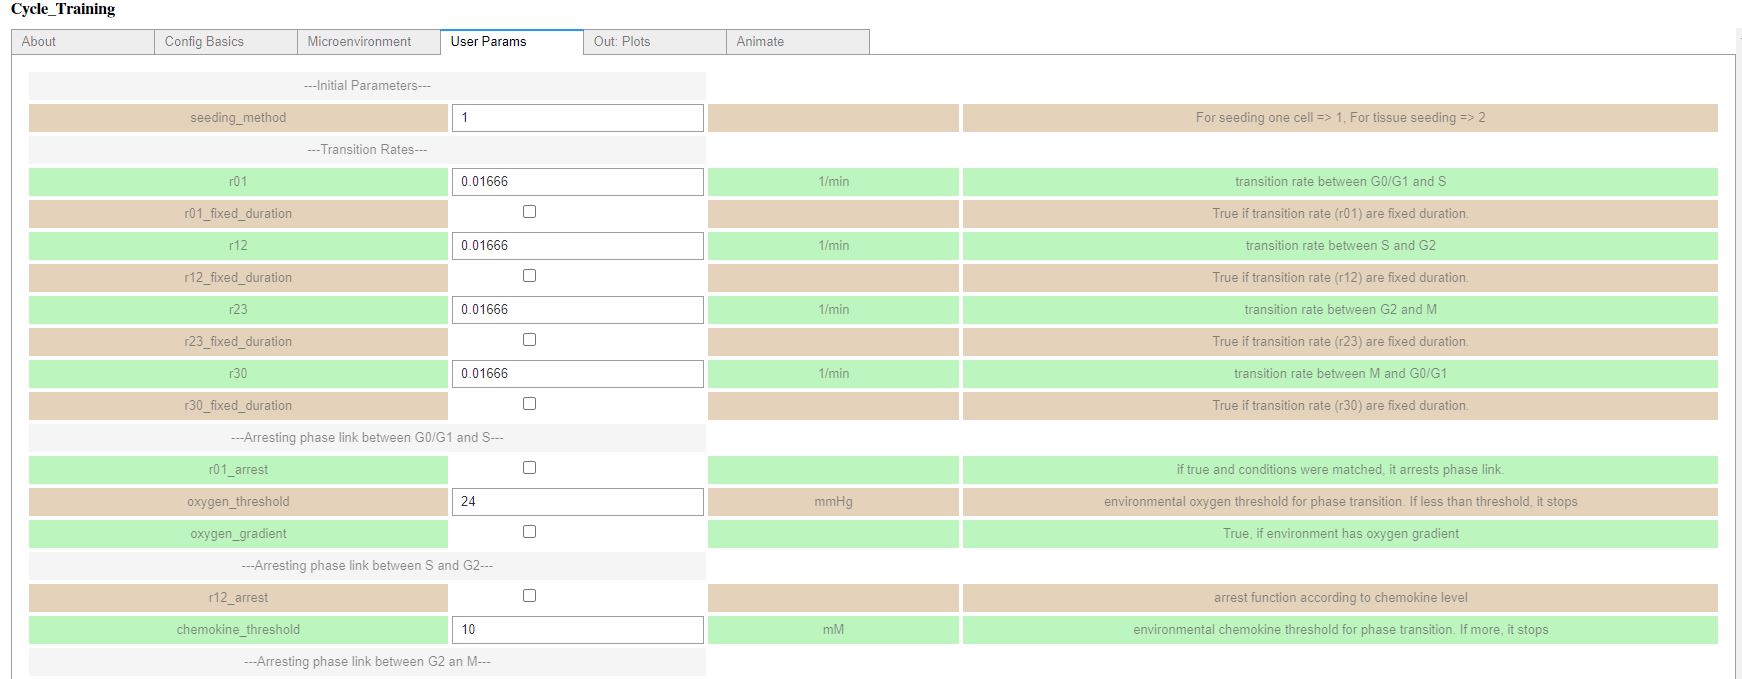 Cycle_Training
About Config Basics Microenvironment User Params Out: Plots Animate
---Initial Parameters---
seeding_method 1 For seeding one cell => 1, For tissue seeding => 2
---Transition Rates---
r01 0.01666 1/min transition rate between G0/G1 and S
r01_fixed_duration True if transition rate (r01) are fixed duration.
r12 0.01666 1/min transition rate between S and G2
r12_fixed_duration True if transition rate (r12) are fixed duration.
r23 0.01666 1/min transition rate between G2 and M
r23_fixed_duration True if transition rate (r23) are fixed duration.
r30 0.01666 1/min transition rate between M and G0/G1
r30_fixed_duration True if transition rate (r30) are fixed duration.
---Arresting phase link between G0/G1 and S---
r01_arrest if true and conditions were matched, it arrests phase link.
oxygen_threshold 24 mmHg environmental oxygen threshold for phase transition. If less than threshold, it stops
oxygen_gradient True, if environment has oxygen gradient
---Arresting phase link between S and G2---
r12_arrest arrest function according to chemokine level
chemokine_threshold 10 mM environmental chemokine threshold for phase transition. If more, it stops
---Arresting phase link between G2 an M---